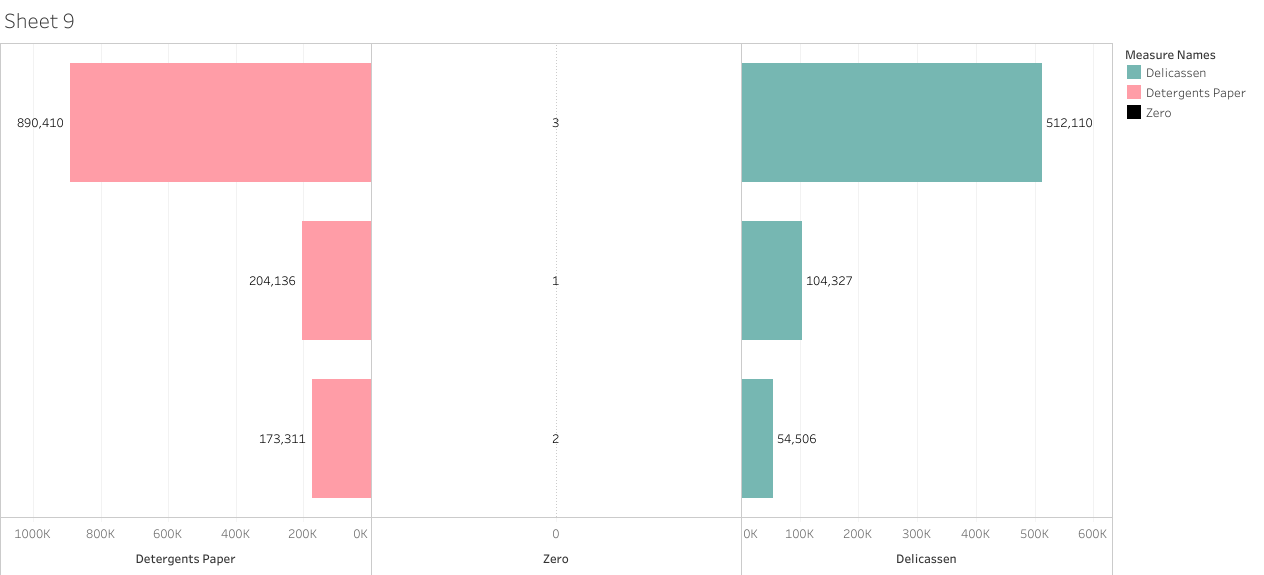 Sheet 9
Measure Names
Delicassen
Detergents Paper
Zero
890,410 3 512,110
204,136 1 104,327
173,311 2 54,506
1000K 800K 600K 400K 200K 0K 0 0K 100K 200K 300K 400K 500K 600K
Detergents Paper Zero Delicassen